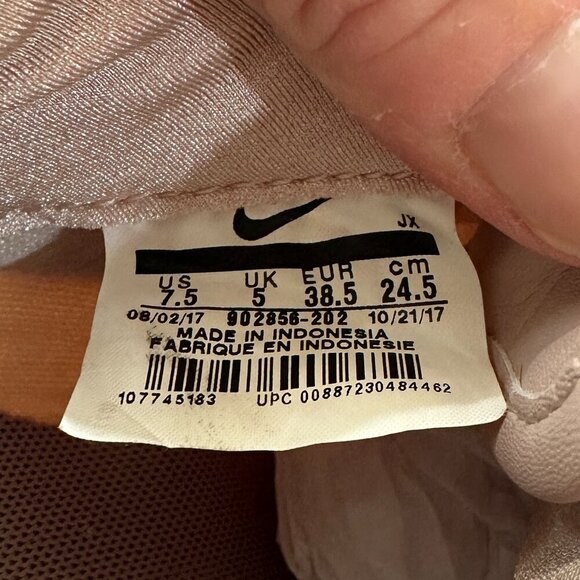 JX
US UK EUR cm
7.5 5 38.5 24.5
08/02/17 902856-202 10/21/17
MADE IN INDONESIA
FABRIQUE EN INDONESIE
107745183 UPC 00887230484462